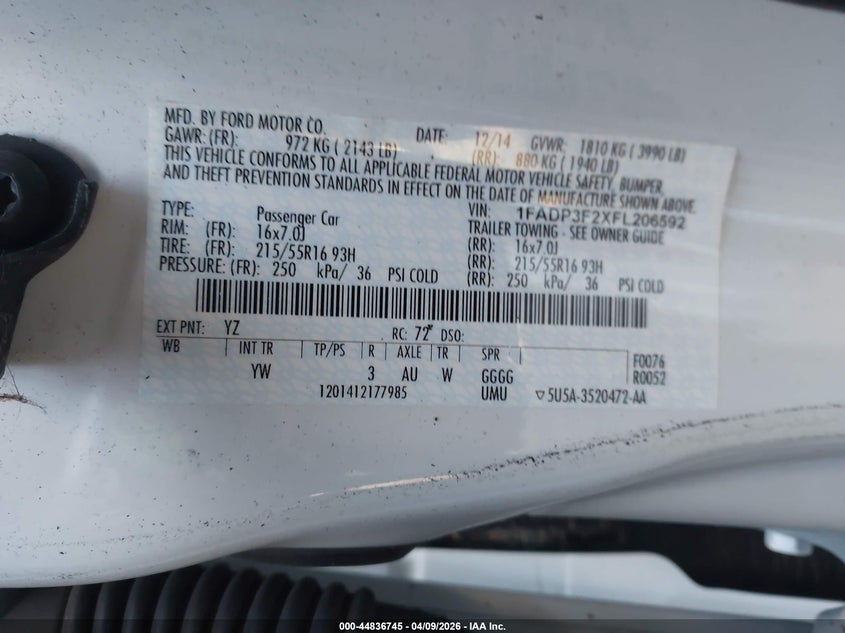 MFD. BY FORD MOTOR CO.
DATE: 12/14 GVWR: 1810 KG ( 3990 LB)
GAWR: (FR): 972 KG ( 2143 LB) (RR): 880 KG ( 1940 LB)
THIS VEHICLE CONFORMS TO ALL APPLICABLE FEDERAL MOTOR VEHICLE SAFETY, BUMPER,
AND THEFT PREVENTION STANDARDS IN EFFECT ON THE DATE OF MANUFACTURE SHOWN ABOVE.
TYPE: Passenger Car VIN: 1FADP3F2XFL206592
TRAILER TOWING - SEE OWNER GUIDE
RIM: (FR): 16x7.0J (RR): 16x7.0J
TIRE: (FR): 215/55R16 93H (RR): 215/55R16 93H
PRESSURE: (FR): 250 kPa/ 36 PSI COLD (RR): 250 kPa/ 36 PSI COLD
EXT PNT: YZ RC: 72 DSO:
WB INT TR TP/PS R AXLE TR SPR F0076
YW 3 AU W GGGG R0052
1201412177985 UMU ▽5U5A-3520472-AA
000-44836745 - 04/09/2026 - IAA Inc.